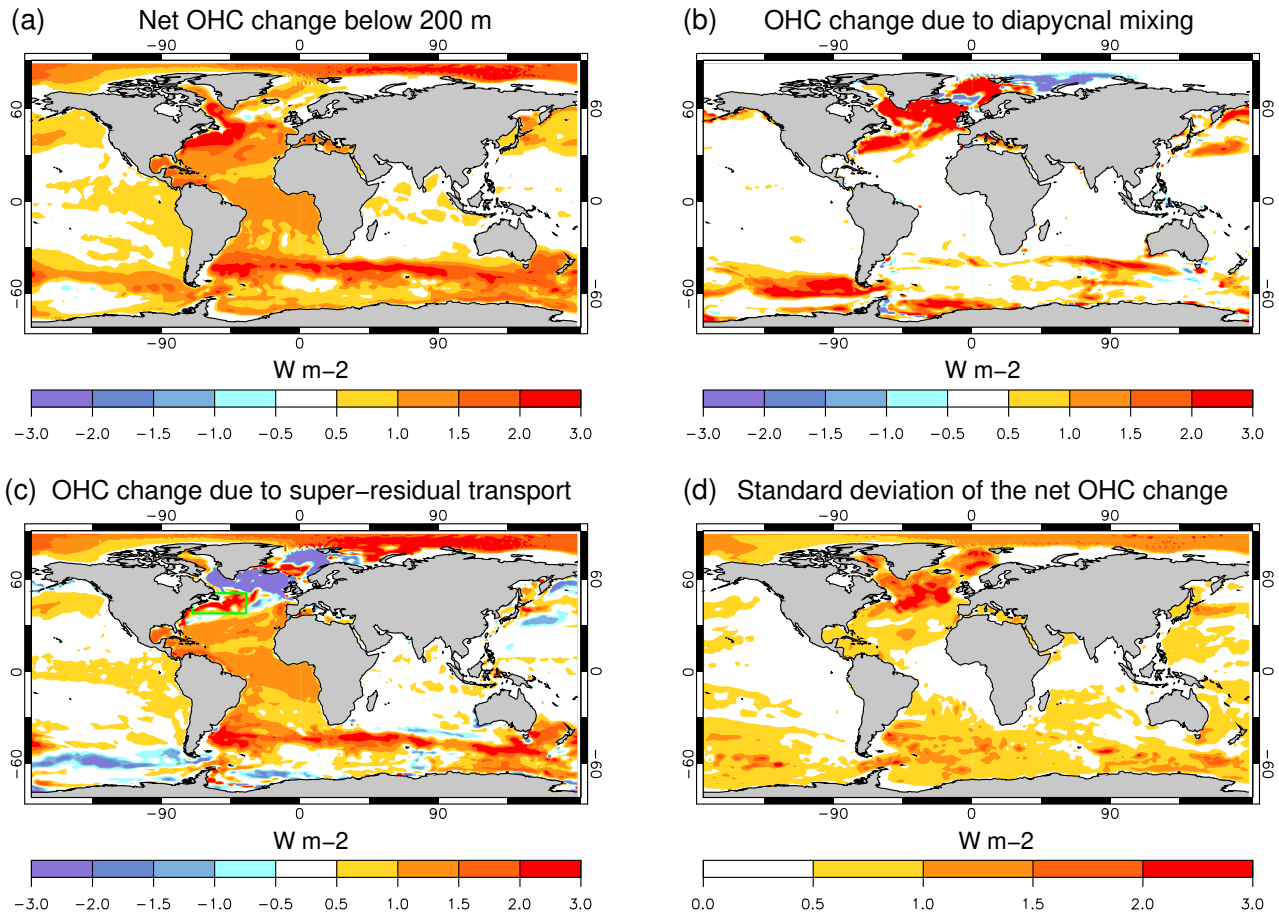 (a) Net OHC change below 200 m
−90 0 90
60 60
0 0
−60 −60
−90 0 90
W m−2
−3.0 −2.0 −1.5 −1.0 −0.5 0.5 1.0 1.5 2.0 3.0
OHC change due to diapycnal mixing
(b)
−90 0 90
60 60
0 0
−60 −60
−90 0 90
W m−2
−3.0 −2.0 −1.5 −1.0 −0.5 0.5 1.0 1.5 2.0 3.0
(c) OHC change due to super−residual transport
−90 0 90
60 60
0 0
−60 −60
−90 0 90
W m−2
−3.0 −2.0 −1.5 −1.0 −0.5 0.5 1.0 1.5 2.0 3.0
(d) Standard deviation of the net OHC change
−90 0 90
60 60
0 0
−60 −60
−90 0 90
W m−2
0.0 0.5 1.0 1.5 2.0 3.0